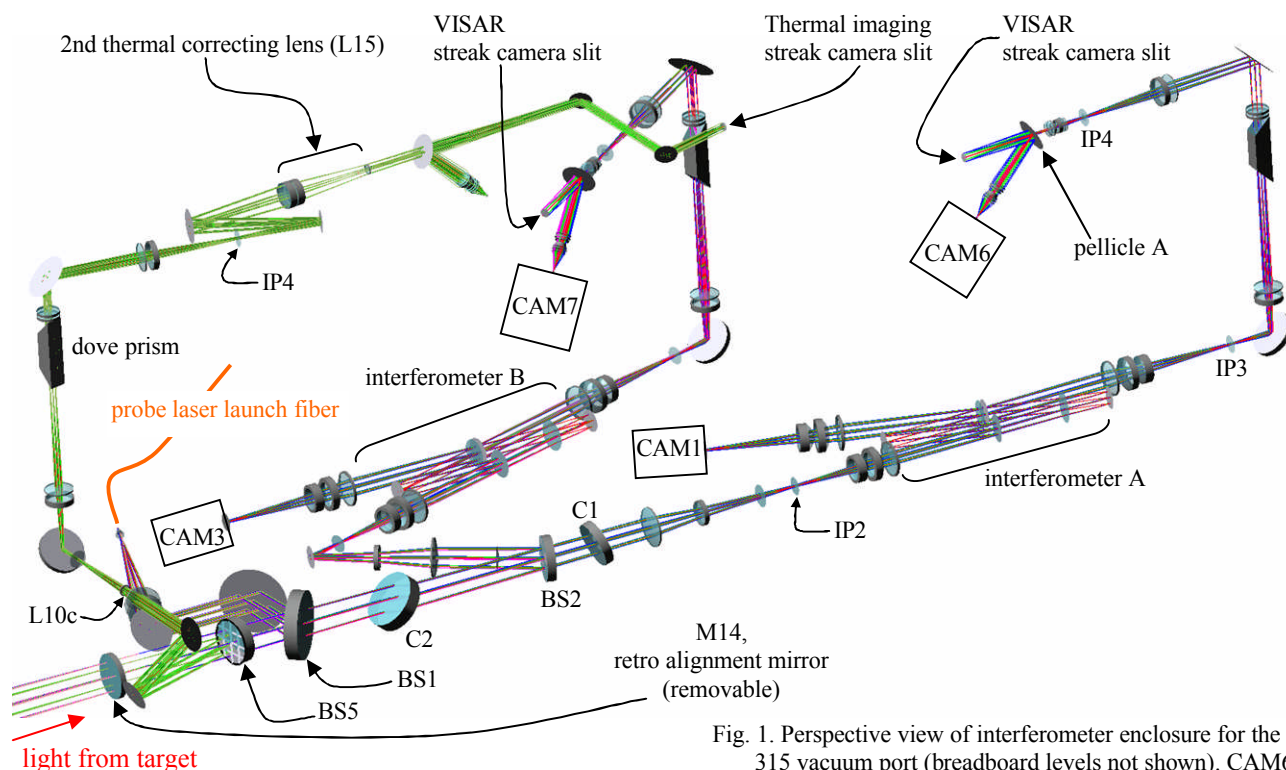 2nd thermal correcting lens (L15)
VISAR
streak camera slit
Thermal imaging
streak camera slit
VISAR
streak camera slit
IP4
pellicle A
CAM6
IP4
CAM7
dove prism
interferometer B
probe laser launch fiber
IP3
CAM1
interferometer A
CAM3
C1
IP2
BS2
L10c
C2
M14,
retro alignment mirror
(removable)
BS1
BS5
light from target
Fig. 1. Perspective view of interferometer enclosure for the
315 vacuum port (breadboard levels not shown). CAM6